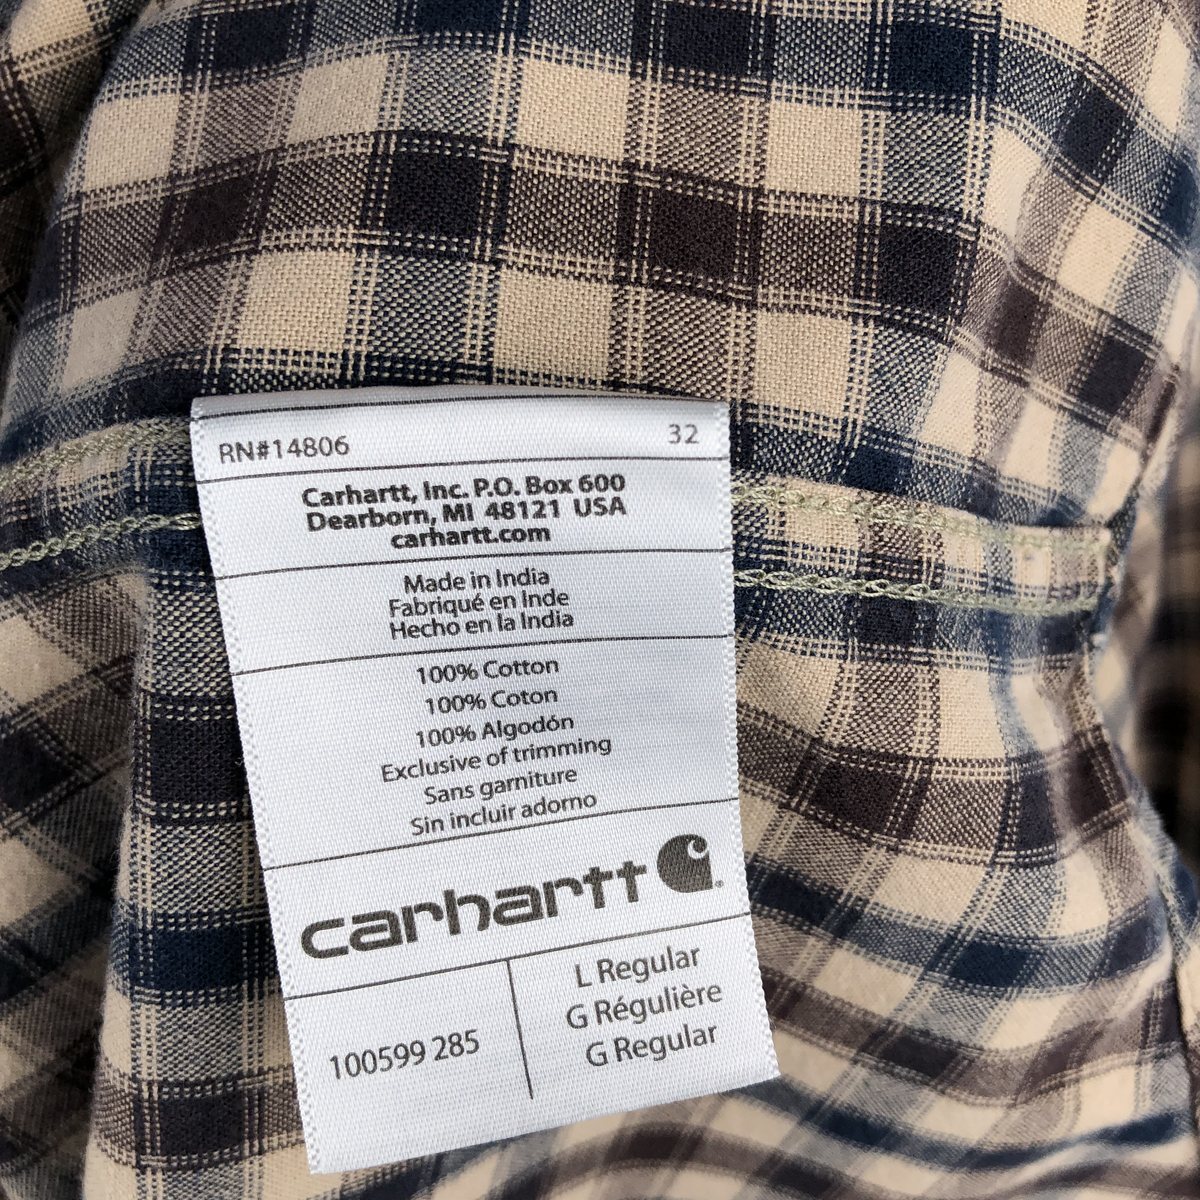 RN#14806 32
Carhartt, Inc. P.O. Box 600
Dearborn, MI 48121 USA
carhartt.com
Made in India
Fabriqué en Inde
Hecho en la India
100% Cotton
100% Coton
100% Algodón
Exclusive of trimming
Sans garniture
Sin incluir adorno
carhartt
100599 285
L Regular
G Régulière
G Regular